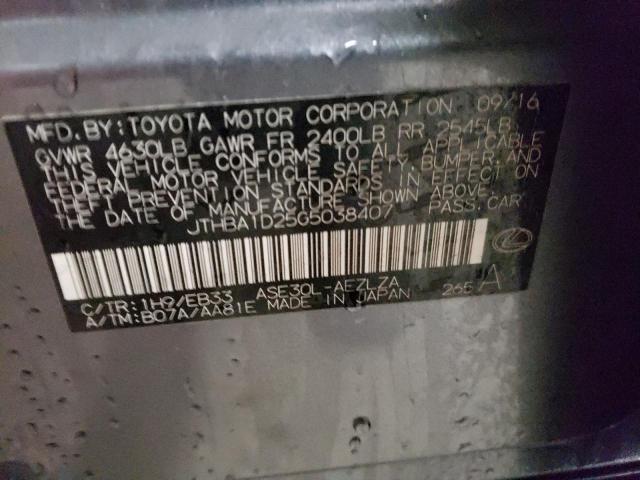 MFD. BY: TOYOTA MOTOR CORPORATION 09/16
GVWR 4630LB GAWR FR 2400LB RR 2545LB
THIS VEHICLE CONFORMS TO ALL APPLICABLE
FEDERAL MOTOR VEHICLE SAFETY, BUMPER, AND
THEFT PREVENTION STANDARDS IN EFFECT ON
THE DATE OF MANUFACTURE SHOWN ABOVE.
JTHBA1D25G5038407 PASS. CAR
C/TR: 1H9/EB33 ASE30L-AEZLZA 265 A
A/TM: B07A/AA81E MADE IN JAPAN